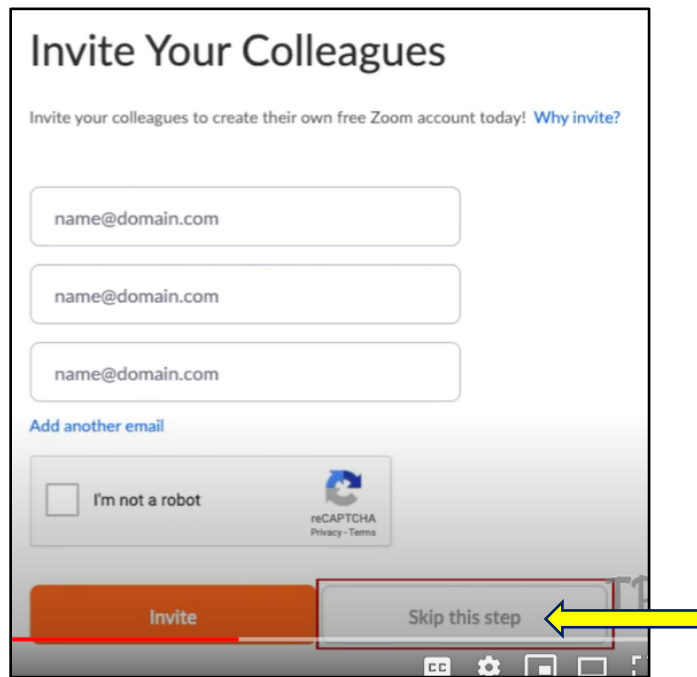 Invite Your Colleagues
Invite your colleagues to create their own free Zoom account today! Why invite?
name@domain.com
name@domain.com
name@domain.com
Add another email
I'm not a robot
reCAPTCHA
Privacy - Terms
Invite
Skip this step
CC